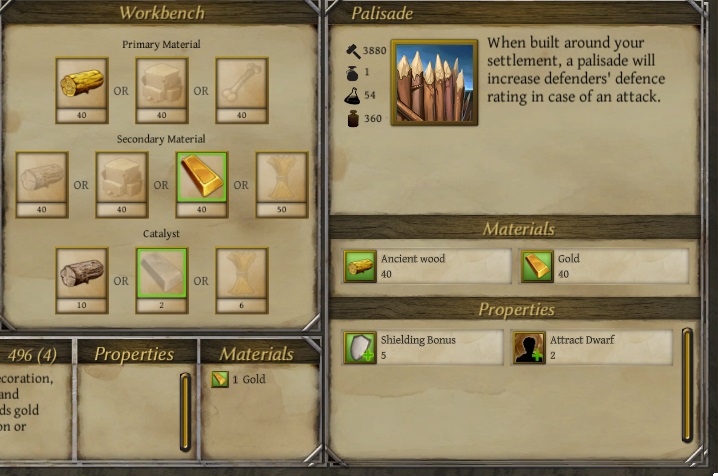 Workbench
Primary Material
OR OR
40 40 40
Secondary Material
OR OR OR
40 40 40 50
Catalyst
OR OR
10 2 6
496 (4)
ecoration,
and
ds gold
on or
Properties
Materials
1 Gold
Palisade
3880
1
54
360
When built around your
settlement, a palisade will
increase defenders' defence
rating in case of an attack.
Materials
Ancient wood
40
Gold
40
Properties
Shielding Bonus
5
Attract Dwarf
2